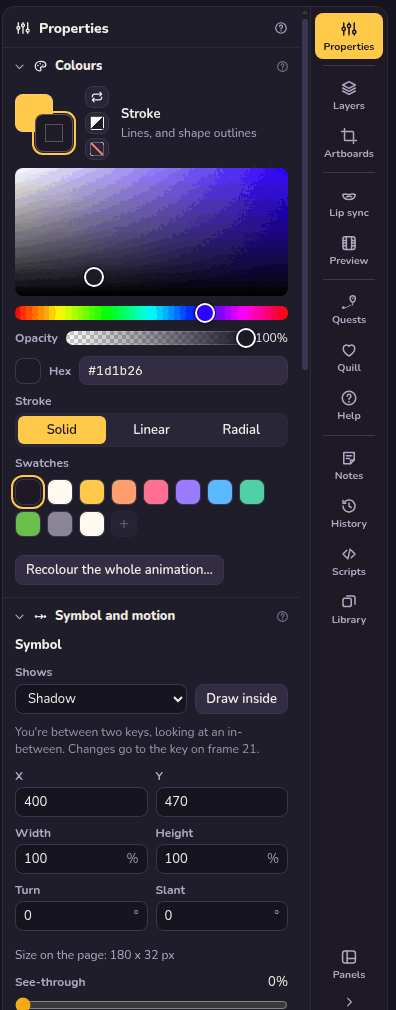 Properties
Colours
Stroke
Lines, and shape outlines
Opacity 100%
Hex #1d1b26
Stroke
Solid Linear Radial
Swatches
+
Recolour the whole animation...
Symbol and motion
Symbol
Shows
Shadow Draw inside
You're between two keys, looking at an in-
between. Changes go to the key on frame 21.
X Y
400 470
Width Height
100 % 100 %
Turn Slant
0 ° 0 °
Size on the page: 180 x 32 px
See-through 0%
Properties
Layers
Artboards
Lip sync
Preview
Quests
Quill
Help
Notes
History
Scripts
Library
Panels